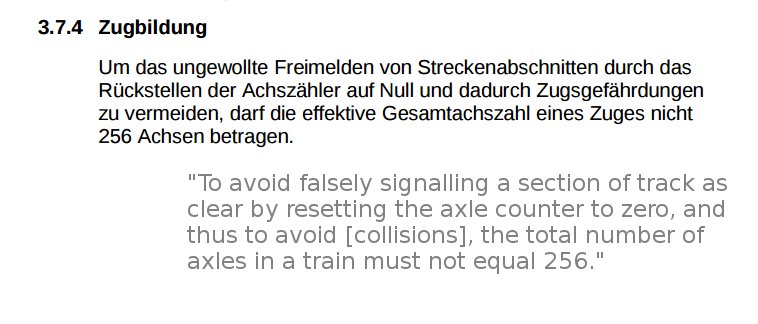 3.7.4 Zugbildung
Um das ungewollte Freimelden von Streckenabschnitten durch das
Rückstellen der Achszähler auf Null und dadurch Zugsgefährdungen
zu vermeiden, darf die effektive Gesamtachszahl eines Zuges nicht
256 Achsen betragen.
"To avoid falsely signalling a section of track as
clear by resetting the axle counter to zero, and
thus to avoid [collisions], the total number of
axles in a train must not equal 256."